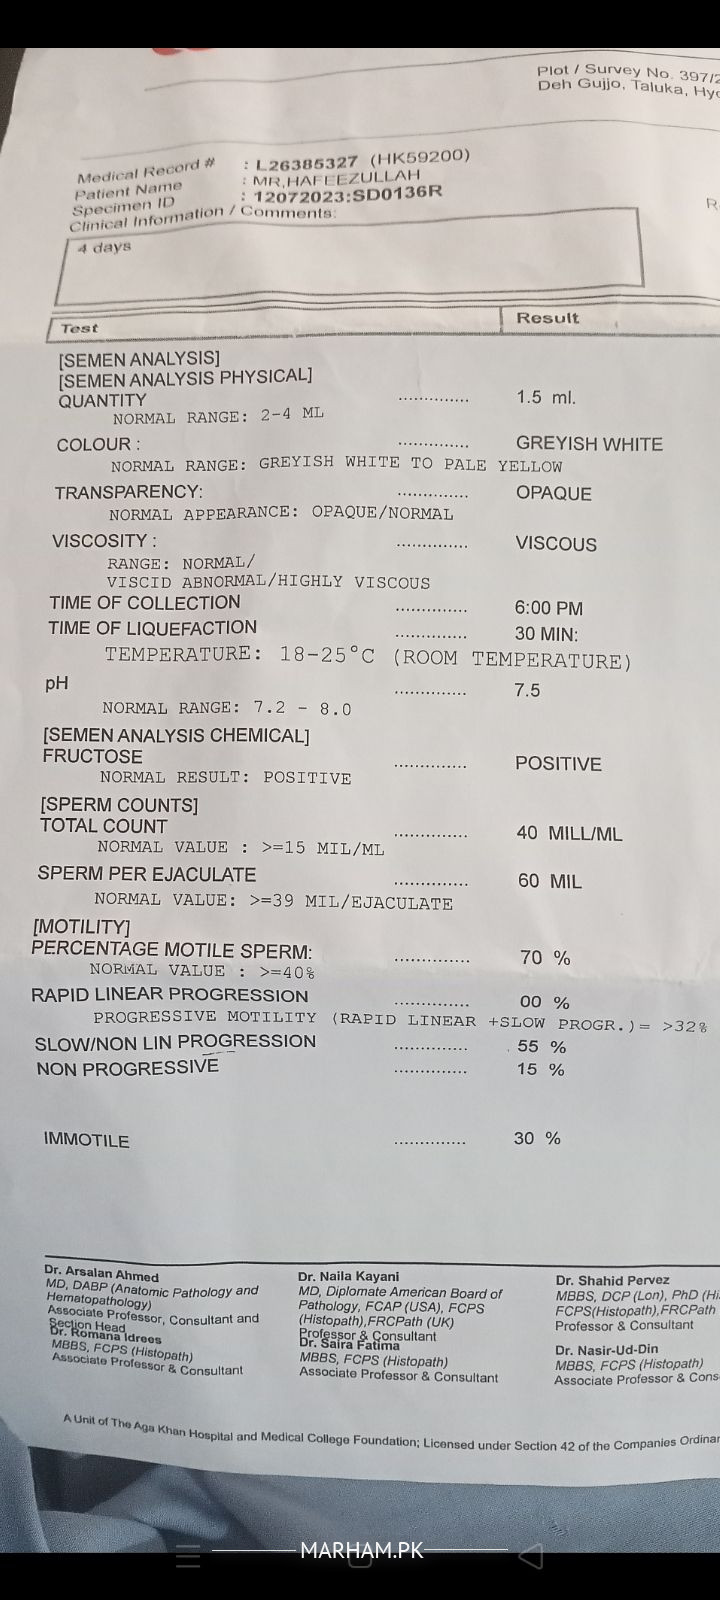 Plot / Survey No. 397/2
Deh Gujjo, Taluka, Hyd
Medical Record # : L26385327 (HK59200)
Patient Name : MR,HAFEEZULLAH
Specimen ID : 12072023:SD0136R
Clinical Information / Comments:
4 days
Test Result
[SEMEN ANALYSIS]
[SEMEN ANALYSIS PHYSICAL]
QUANTITY .............. 1.5 ml.
NORMAL RANGE: 2-4 ML
COLOUR : .............. GREYISH WHITE
NORMAL RANGE: GREYISH WHITE TO PALE YELLOW
TRANSPARENCY: .............. OPAQUE
NORMAL APPEARANCE: OPAQUE/NORMAL
VISCOSITY : .............. VISCOUS
RANGE: NORMAL/
VISCID ABNORMAL/HIGHLY VISCOUS
TIME OF COLLECTION .............. 6:00 PM
TIME OF LIQUEFACTION .............. 30 MIN:
TEMPERATURE: 18-25°C (ROOM TEMPERATURE)
pH .............. 7.5
NORMAL RANGE: 7.2 - 8.0
[SEMEN ANALYSIS CHEMICAL]
FRUCTOSE .............. POSITIVE
NORMAL RESULT: POSITIVE
[SPERM COUNTS]
TOTAL COUNT .............. 40 MILL/ML
NORMAL VALUE : >=15 MIL/ML
SPERM PER EJACULATE .............. 60 MIL
NORMAL VALUE: >=39 MIL/EJACULATE
[MOTILITY]
PERCENTAGE MOTILE SPERM: .............. 70 %
NORMAL VALUE : >=40%
RAPID LINEAR PROGRESSION .............. 00 %
PROGRESSIVE MOTILITY (RAPID LINEAR +SLOW PROGR.)= >32%
SLOW/NON LIN PROGRESSION .............. 55 %
NON PROGRESSIVE .............. 15 %
IMMOTILE .............. 30 %
Dr. Arsalan Ahmed
MD, DABP (Anatomic Pathology and
Hematopathology)
Associate Professor, Consultant and
Section Head
Dr. Romana Idrees
MBBS, FCPS (Histopath)
Associate Professor & Consultant
Dr. Naila Kayani
MD, Diplomate American Board of
Pathology, FCAP (USA), FCPS
(Histopath),FRCPath (UK)
Professor & Consultant
Dr. Saira Fatima
MBBS, FCPS (Histopath)
Associate Professor & Consultant
Dr. Shahid Pervez
MBBS, DCP (Lon), PhD (Hi
FCPS(Histopath),FRCPath
Professor & Consultant
Dr. Nasir-Ud-Din
MBBS, FCPS (Histopath)
Associate Professor & Cons
A Unit of The Aga Khan Hospital and Medical College Foundation; Licensed under Section 42 of the Companies Ordinan
MARHAM.PK